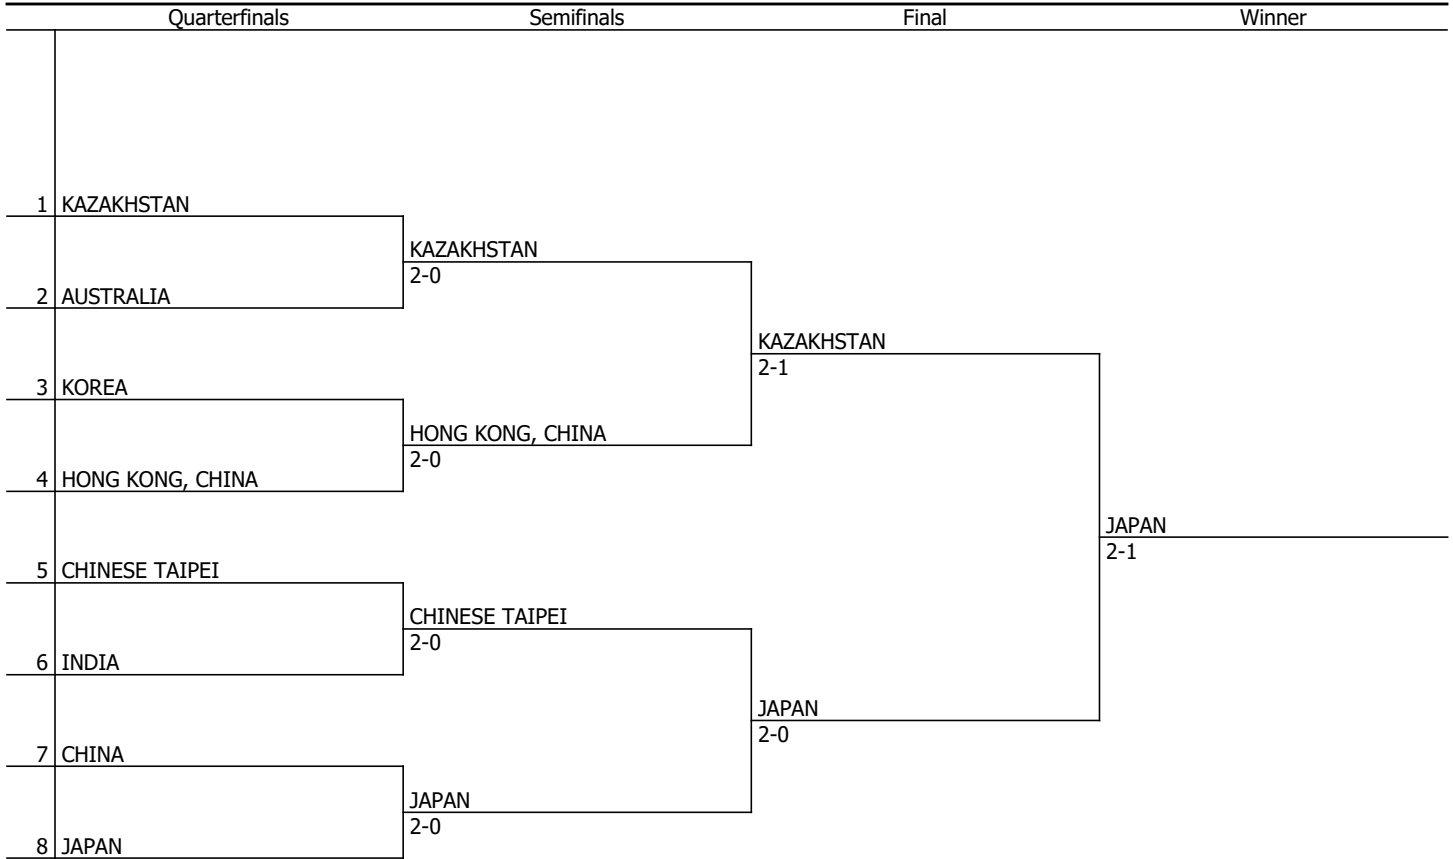 Quarterfinals Semifinals Final Winner
1 KAZAKHSTAN
KAZAKHSTAN
2-0
2 AUSTRALIA
KAZAKHSTAN
2-1
3 KOREA
HONG KONG, CHINA
2-0
4 HONG KONG, CHINA
JAPAN
2-1
5 CHINESE TAIPEI
CHINESE TAIPEI
2-0
6 INDIA
JAPAN
2-0
7 CHINA
JAPAN
2-0
8 JAPAN